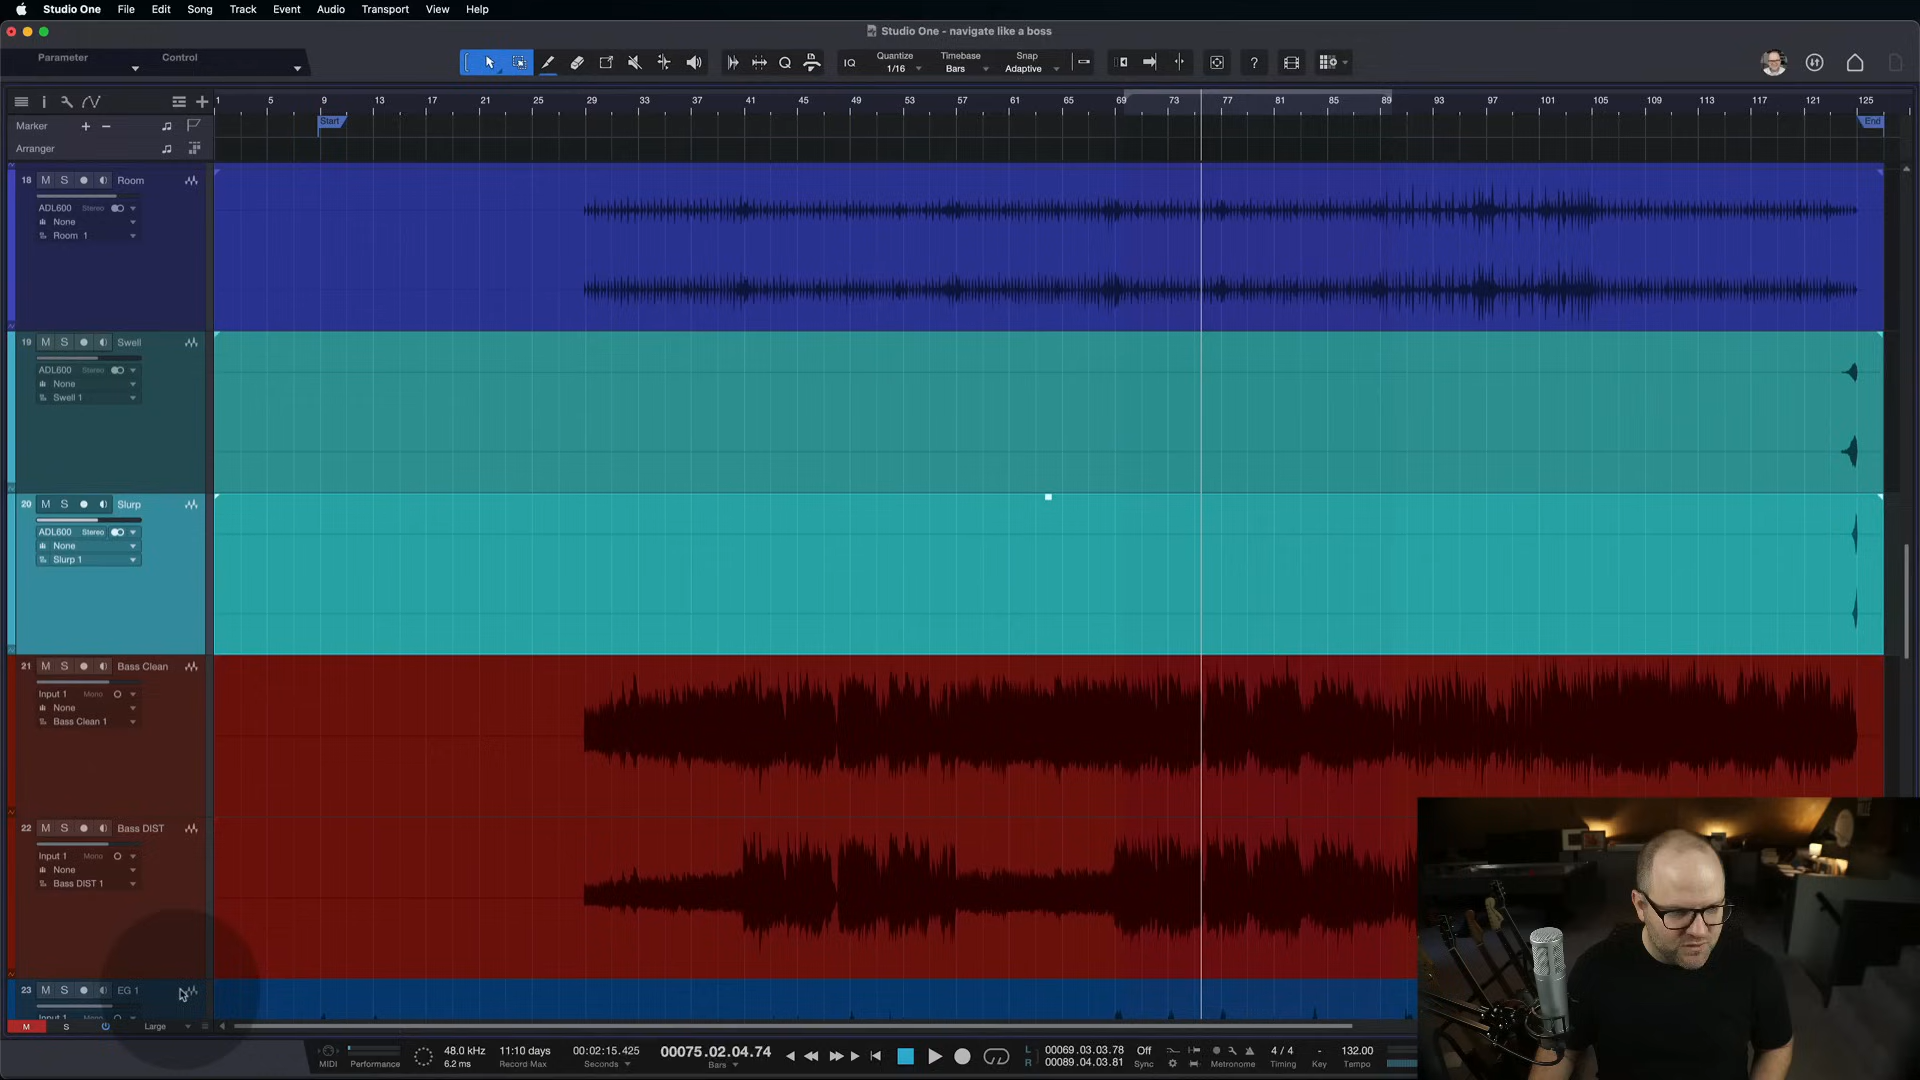 Studio One File Edit Song Track Event Audio Transport View Help
Studio One - navigate like a boss
Parameter Control
IQ Quantize 1/16 Timebase Bars Snap Adaptive ?
1 5 9 13 17 21 25 29 33 37 41 45 49 53 57 61 65 69 73 77 81 85 89 93 97 101 105 109 113 117 121 125
Marker + −
Start End
Arranger
18 M S Room
ADL600 Stereo
None
Room 1
19 M S Swell
ADL600 Stereo
None
Swell 1
20 M S Slurp
ADL600 Stereo
None
Slurp 1
21 M S Bass Clean
Input 1 Mono
None
Bass Clean 1
22 M S Bass DIST
Input 1 Mono
None
Bass DIST 1
23 M S EG 1
Input 1 Mono
M S Large
MIDI Performance
48.0 kHz
6.2 ms
11:10 days
Record Max
00:02:15.425
Seconds
00075.02.04.74
Bars
L 00069.03.03.78
R 00089.04.03.81
Off
Sync
Metronome
4 / 4
Timing
-
Key
132.00
Tempo